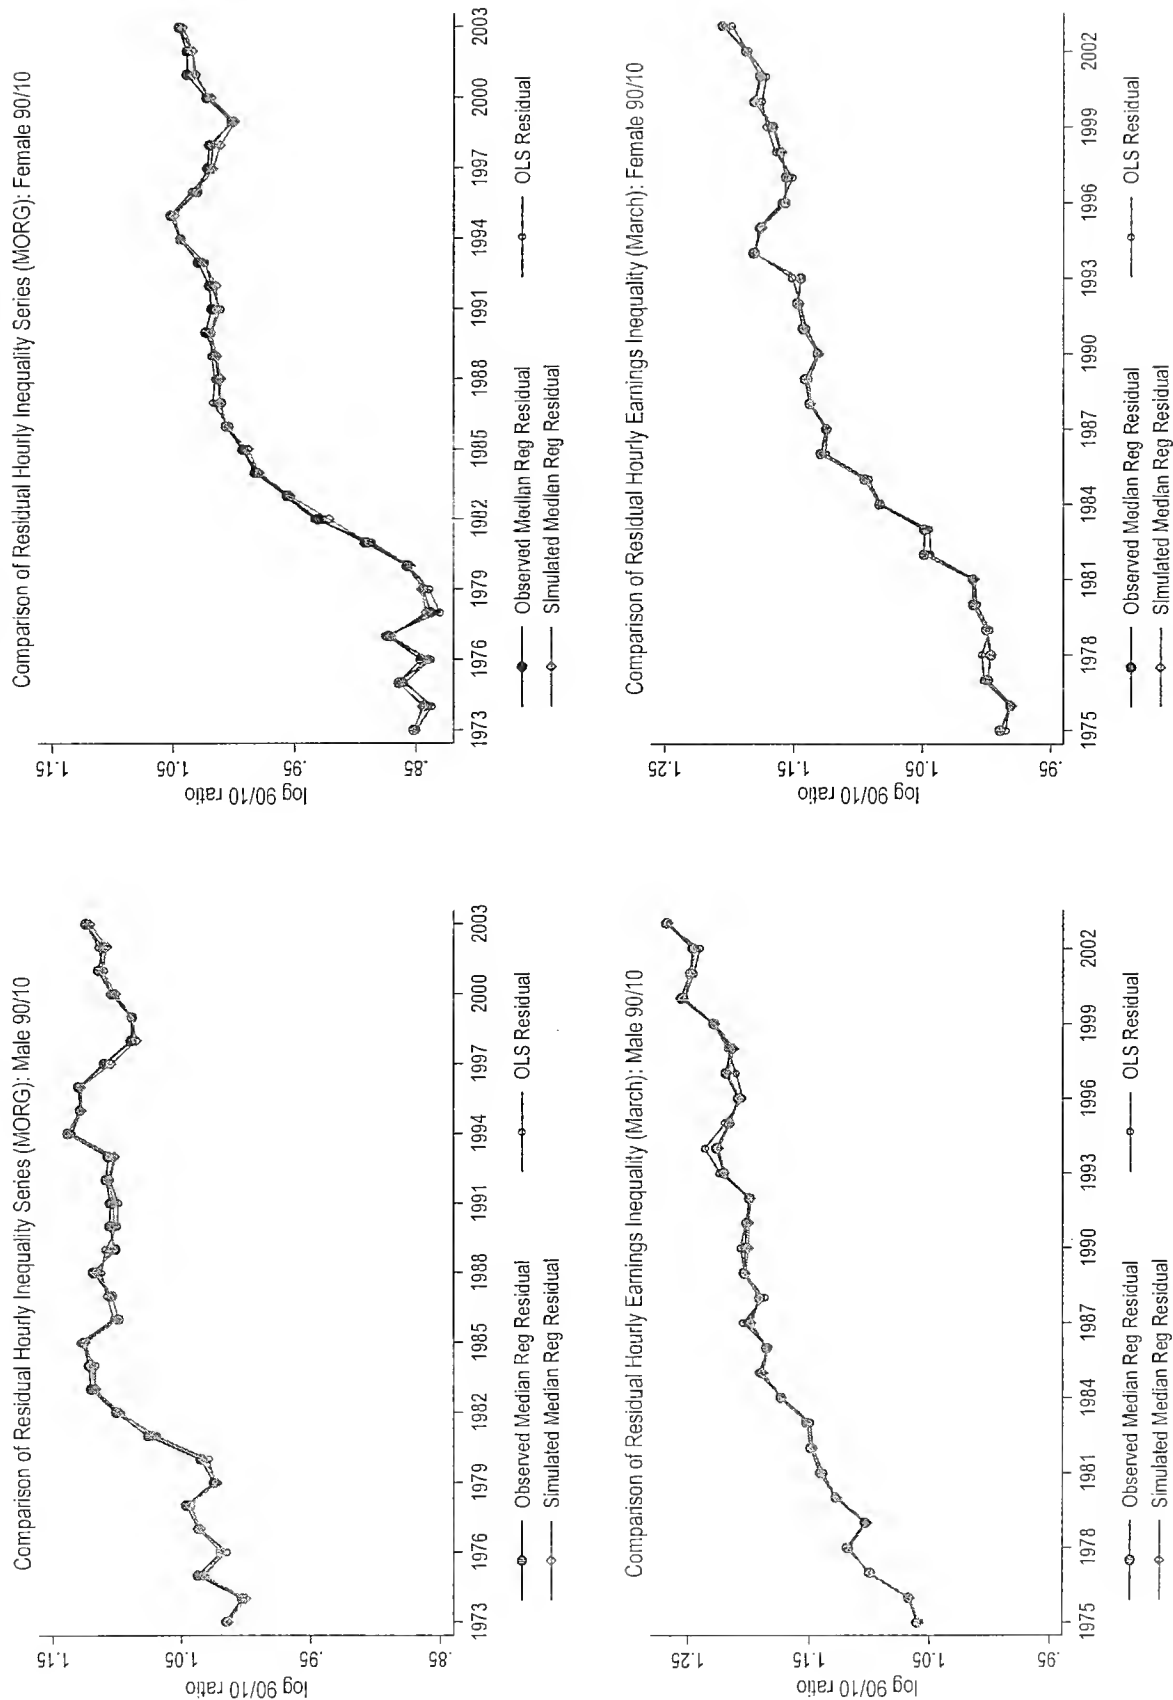 Comparison of Residual Hourly Inequality Series (MORG): Male 90/10
log 90/10 ratio
1.15
1.05
.95
.85
1973 1976 1979 1982 1985 1988 1991 1994 1997 2000 2003
Observed Median Reg Residual
OLS Residual
Simulated Median Reg Residual
Comparison of Residual Hourly Inequality Series (MORG): Female 90/10
log 90/10 ratio
1.15
1.05
.95
.85
1973 1976 1979 1982 1985 1988 1991 1994 1997 2000 2003
Observed Median Reg Residual
OLS Residual
Simulated Median Reg Residual
Comparison of Residual Hourly Earnings Inequality (March): Male 90/10
log 90/10 ratio
1.25
1.15
1.05
.95
1975 1978 1981 1984 1987 1990 1993 1996 1999 2002
Observed Median Reg Residual
OLS Residual
Simulated Median Reg Residual
Comparison of Residual Hourly Earnings Inequality (March): Female 90/10
log 90/10 ratio
1.25
1.15
1.05
.95
1975 1978 1981 1984 1987 1990 1993 1996 1999 2002
Observed Median Reg Residual
OLS Residual
Simulated Median Reg Residual